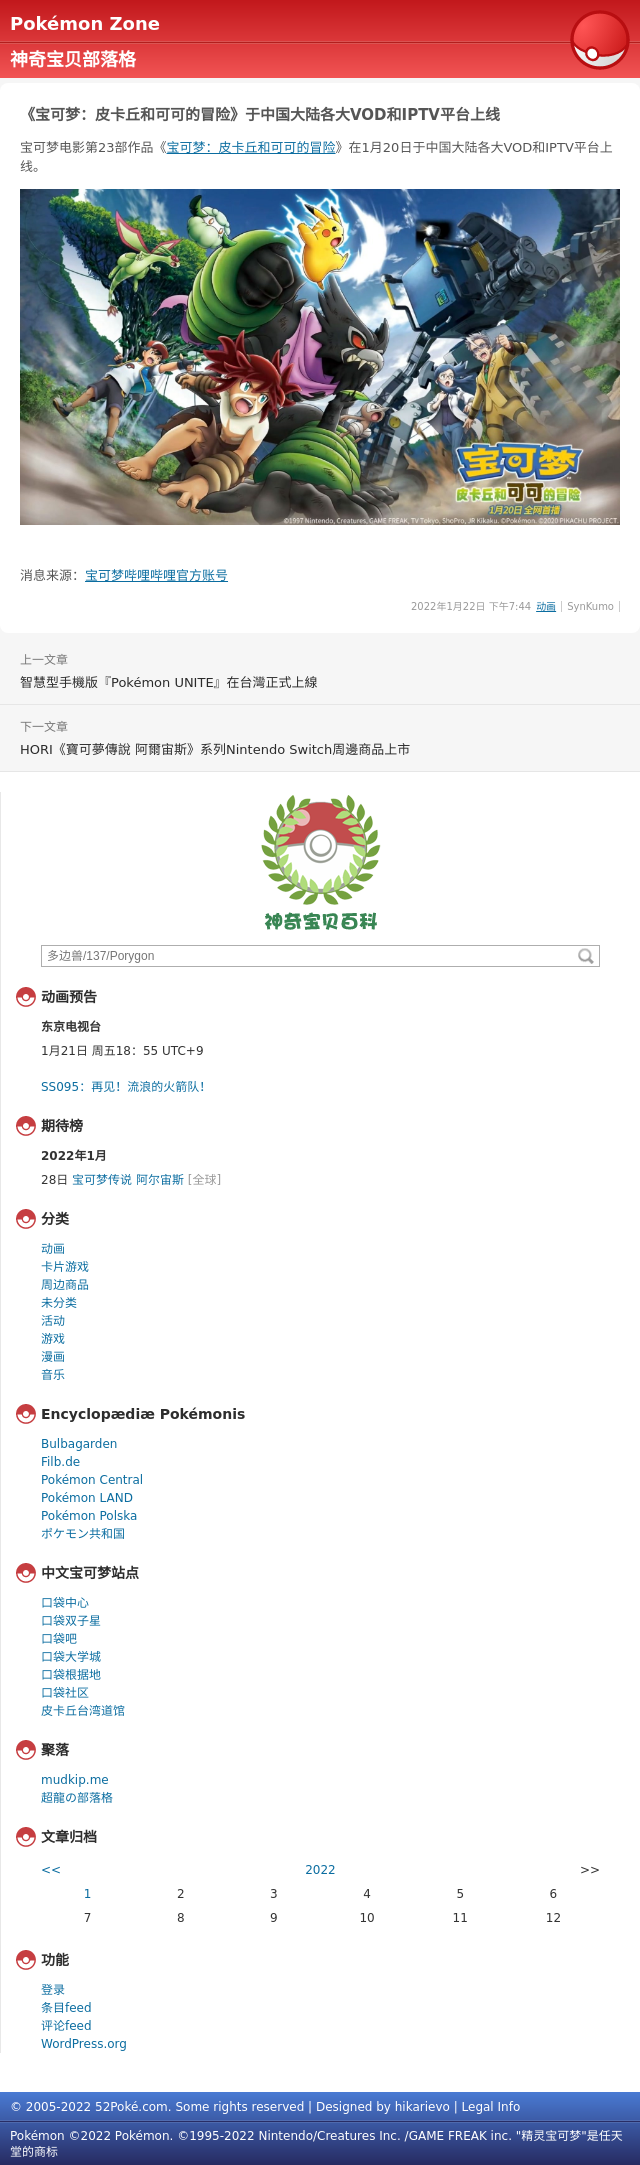 Pokémon Zone
神奇宝贝部落格
《宝可梦：皮卡丘和可可的冒险》于中国大陆各大VOD和IPTV平台上线
宝可梦电影第23部作品《宝可梦：皮卡丘和可可的冒险》在1月20日于中国大陆各大VOD和IPTV平台上
线。
宝可梦
皮卡丘和可可的冒险
1月20日 全网首播
©1997 Nintendo, Creatures, GAME FREAK, TV Tokyo, ShoPro, JR Kikaku. ©Pokémon. ©2020 PIKACHU PROJECT.
消息来源：宝可梦哔哩哔哩官方账号
2022年1月22日 下午7:44 动画 | SynKumo |
上一文章
智慧型手機版『Pokémon UNITE』在台灣正式上線
下一文章
HORI《寶可夢傳說 阿爾宙斯》系列Nintendo Switch周邊商品上市
神奇宝贝百科
多边兽/137/Porygon
动画预告
东京电视台
1月21日 周五18：55 UTC+9
SS095：再见！流浪的火箭队！
期待榜
2022年1月
28日 宝可梦传说 阿尔宙斯 [全球]
分类
动画
卡片游戏
周边商品
未分类
活动
游戏
漫画
音乐
Encyclopædiæ Pokémonis
Bulbagarden
Filb.de
Pokémon Central
Pokémon LAND
Pokémon Polska
ポケモン共和国
中文宝可梦站点
口袋中心
口袋双子星
口袋吧
口袋大学城
口袋根据地
口袋社区
皮卡丘台湾道馆
聚落
mudkip.me
超龍の部落格
文章归档
<< 2022 >>
1 2 3 4 5 6
7 8 9 10 11 12
功能
登录
条目feed
评论feed
WordPress.org
© 2005-2022 52Poké.com. Some rights reserved | Designed by hikarievo | Legal Info
Pokémon ©2022 Pokémon. ©1995-2022 Nintendo/Creatures Inc. /GAME FREAK inc. "精灵宝可梦"是任天
堂的商标